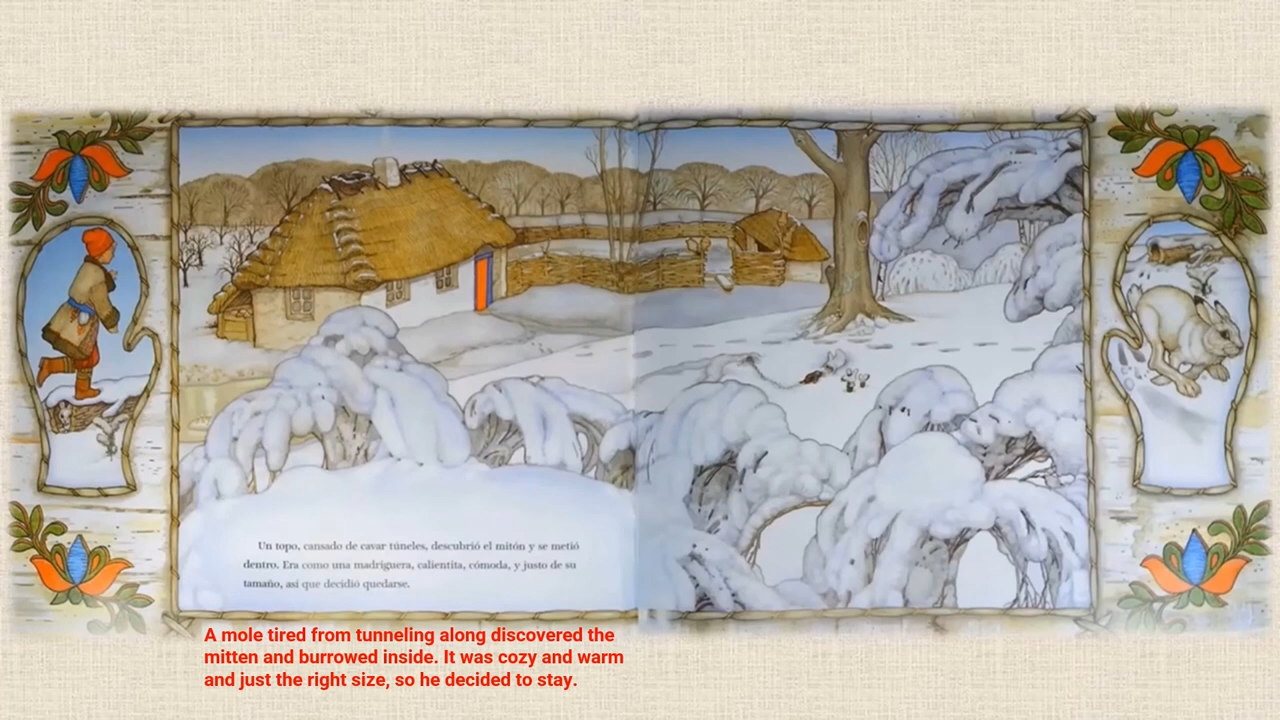 Un topo, cansado de cavar túneles, descubrió el mitón y se metió
dentro. Era como una madriguera, calientita, cómoda, y justo de su
tamaño, así que decidió quedarse.
A mole tired from tunneling along discovered the
mitten and burrowed inside. It was cozy and warm
and just the right size, so he decided to stay.